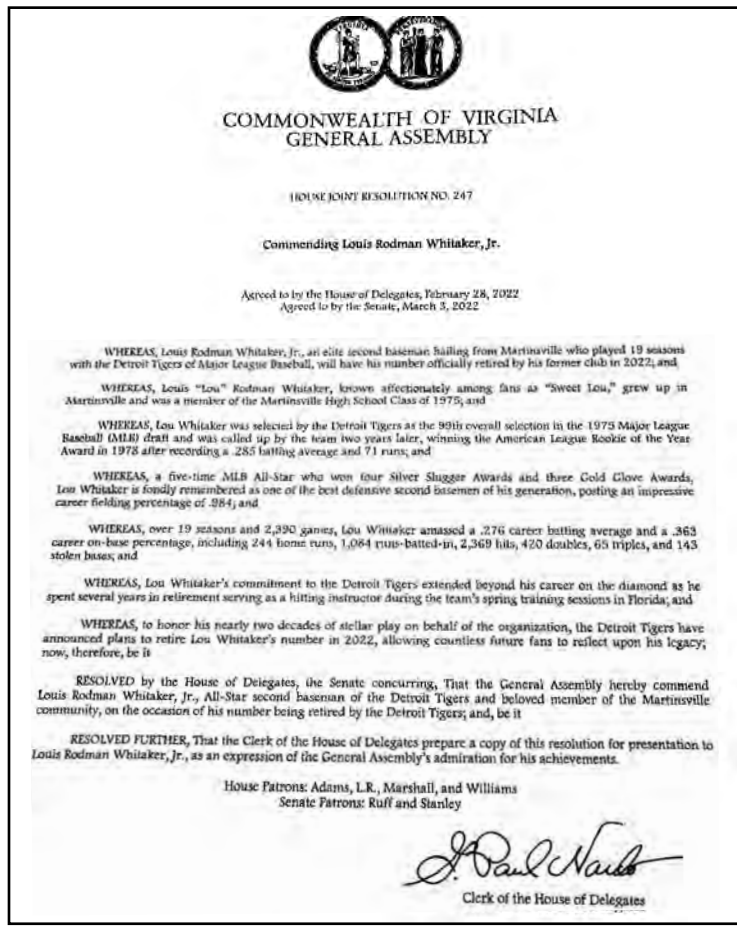 COMMONWEALTH OF VIRGINIA
GENERAL ASSEMBLY
HOUSE JOINT RESOLUTION NO. 247
Commending Louis Rodman Whitaker, Jr.
Agreed to by the House of Delegates, February 28, 2022
Agreed to by the Senate, March 3, 2022
WHEREAS, Louis Rodman Whitaker, Jr., an elite second baseman hailing from Martinsville who played 19 seasons
with the Detroit Tigers of Major League Baseball, will have his number officially retired by his former club in 2022; and
WHEREAS, Louis “Lou” Rodman Whitaker, known affectionately among fans as “Sweet Lou,” grew up in
Martinsville and was a member of the Martinsville High School Class of 1975; and
WHEREAS, Lou Whitaker was selected by the Detroit Tigers as the 99th overall selection in the 1975 Major League
Baseball (MLB) draft and was called up by the team two years later, winning the American League Rookie of the Year
Award in 1978 after recording a .285 batting average and 71 runs; and
WHEREAS, a five-time MLB All-Star who won four Silver Slugger Awards and three Gold Glove Awards,
Lou Whitaker is fondly remembered as one of the best defensive second basemen of his generation, posting an impressive
career fielding percentage of .984; and
WHEREAS, over 19 seasons and 2,390 games, Lou Whitaker amassed a .276 career batting average and a .363
career on-base percentage, including 244 home runs, 1,084 runs-batted-in, 2,369 hits, 420 doubles, 65 triples, and 143
stolen bases; and
WHEREAS, Lou Whitaker’s commitment to the Detroit Tigers extended beyond his career on the diamond as he
spent several years in retirement serving as a hitting instructor during the team’s spring training sessions in Florida; and
WHEREAS, to honor his nearly two decades of stellar play on behalf of the organization, the Detroit Tigers have
announced plans to retire Lou Whitaker’s number in 2022, allowing countless future fans to reflect upon his legacy;
now, therefore, be it
RESOLVED by the House of Delegates, the Senate concurring, That the General Assembly hereby commend
Louis Rodman Whitaker, Jr., All-Star second baseman of the Detroit Tigers and beloved member of the Martinsville
community, on the occasion of his number being retired by the Detroit Tigers; and, be it
RESOLVED FURTHER, That the Clerk of the House of Delegates prepare a copy of this resolution for presentation to
Louis Rodman Whitaker, Jr., as an expression of the General Assembly’s admiration for his achievements.
House Patrons: Adams, L.R., Marshall, and Williams
Senate Patrons: Ruff and Stanley
Clerk of the House of Delegates